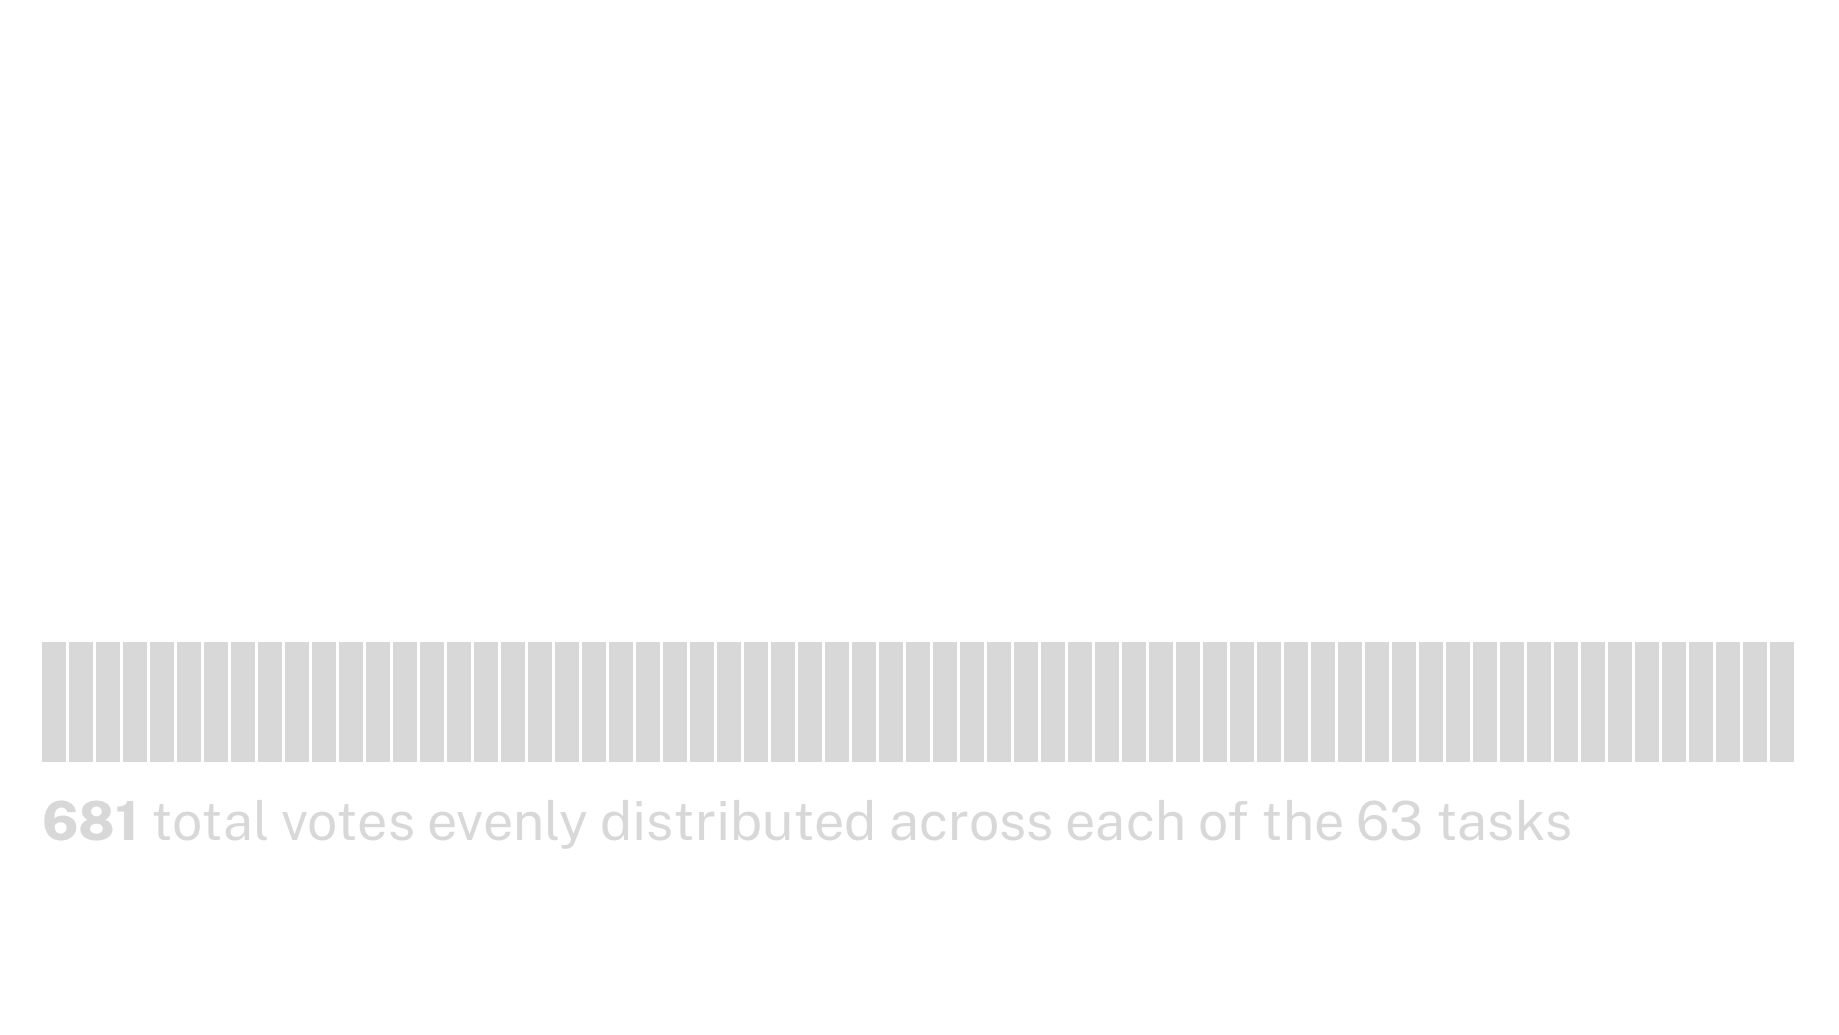 681 total votes evenly distributed across each of the 63 tasks